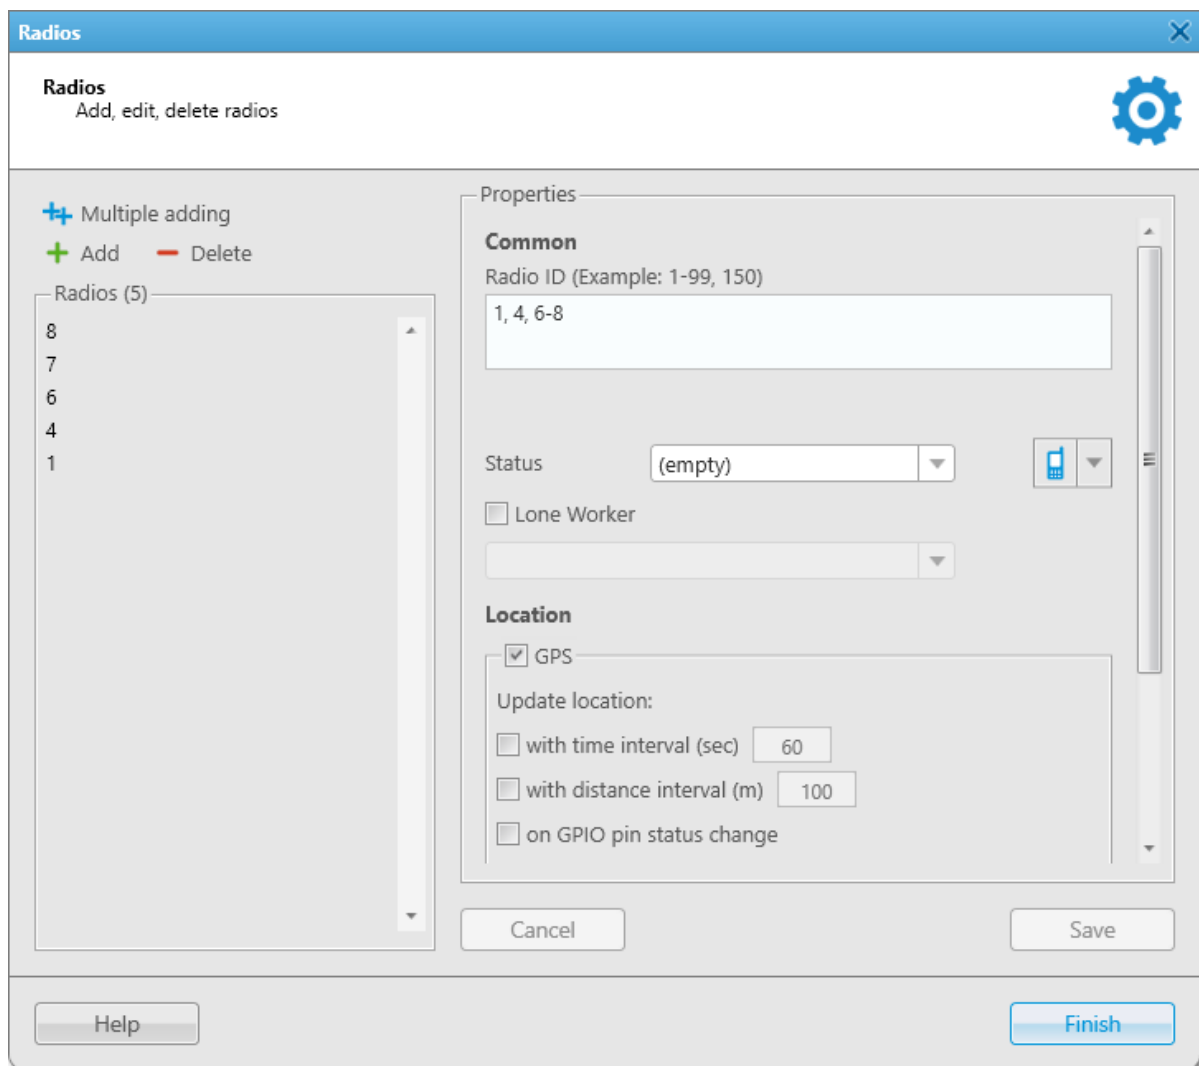 Radios
Radios
Add, edit, delete radios
Multiple adding
Add
Delete
Radios (5)
8
7
6
4
1
Properties
Common
Radio ID (Example: 1-99, 150)
1, 4, 6-8
Status
(empty)
Lone Worker
Location
GPS
Update location:
with time interval (sec)
60
with distance interval (m)
100
on GPIO pin status change
Cancel
Save
Help
Finish